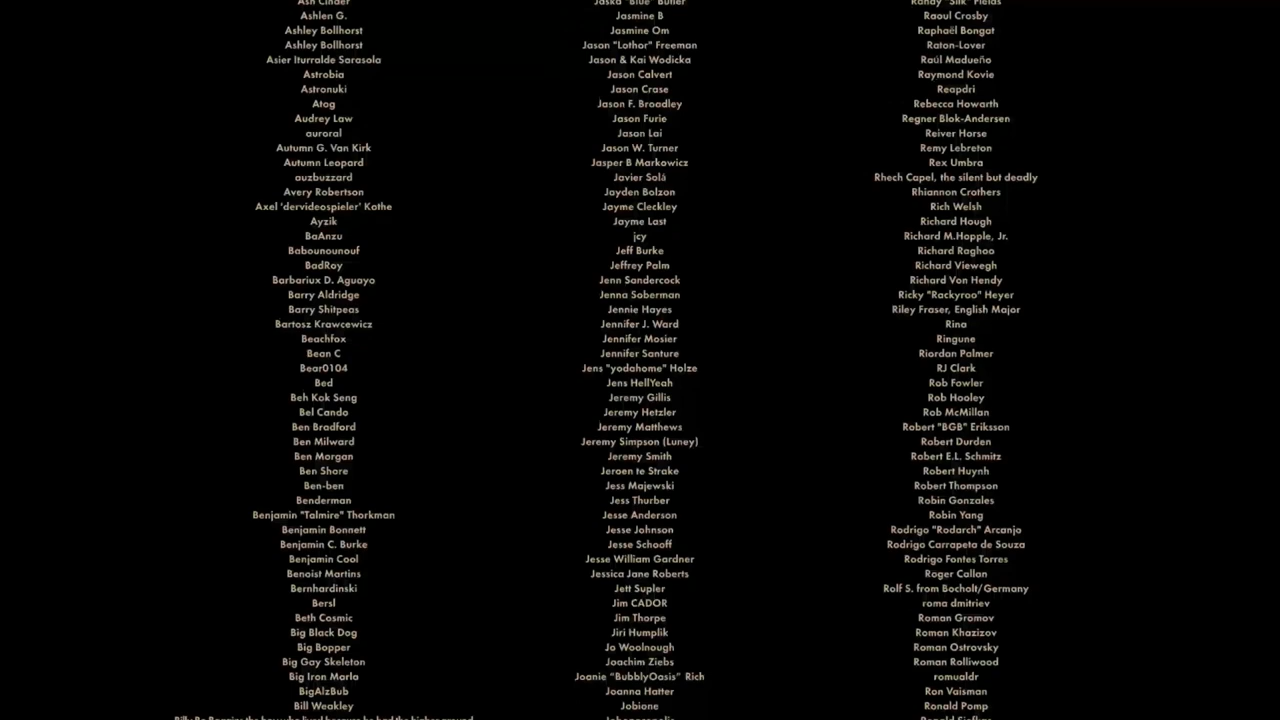 Ash Cinder
Ashlen G.
Ashley Bollhorst
Ashley Bollhorst
Asier Iturralde Sarasola
Astrobia
Astronuki
Atog
Audrey Law
auroral
Autumn G. Van Kirk
Autumn Leopard
auzbuzzard
Avery Robertson
Axel 'dervideospieler' Kothe
Ayzik
BaAnzu
Babounounouf
BadRoy
Barbariux D. Aguayo
Barry Aldridge
Barry Shitpeas
Bartosz Krawcewicz
Beachfox
Bean C
Bear0104
Bed
Beh Kok Seng
Bel Cando
Ben Bradford
Ben Milward
Ben Morgan
Ben Share
Ben-ben
Benderman
Benjamin "Talmire" Thorkman
Benjamin Bonnett
Benjamin C. Burke
Benjamin Cool
Benoist Martins
Bernhardinski
Bersl
Beth Cosmic
Big Black Dog
Big Bopper
Big Gay Skeleton
Big Iron Marla
BigAlzBub
Bill Weakley
Jaska "Blue" Butler
Jasmine B
Jasmine Om
Jason "Lothor" Freeman
Jason & Kai Wodicka
Jason Calvert
Jason Crase
Jason F. Broadley
Jason Furie
Jason Lai
Jason W. Turner
Jasper B Markowicz
Javier Solá
Jayden Bolzon
Jayme Cleckley
Jayme Last
jcy
Jeff Burke
Jeffrey Palm
Jenn Sandercock
Jenna Saberman
Jennie Hayes
Jennifer J. Ward
Jennifer Mosier
Jennifer Santure
Jens "yodahome" Holze
Jens HellYeah
Jeremy Gillis
Jeremy Hetzler
Jeremy Matthews
Jeremy Simpson (Luney)
Jeremy Smith
Jeroen te Strake
Jess Majewski
Jess Thurber
Jesse Anderson
Jesse Johnson
Jesse Schooff
Jesse William Gardner
Jessica Jane Roberts
Jett Supler
Jim CADOR
Jim Thorpe
Jiri Humplik
Jo Woolnough
Joachim Ziebs
Joanie "BubblyOasis" Rich
Joanna Hatter
Jobione
Randy "Silk" Fields
Raoul Crosby
Raphaël Bongat
Raton-Laver
Raúl Madueño
Raymond Kovie
Reapdri
Rebecca Howarth
Regner Blok-Andersen
Reiver Horse
Remy Lebreton
Rex Umbra
Rhech Capel, the silent but deadly
Rhiannon Crothers
Rich Welsh
Richard Hough
Richard M.Hopple, Jr.
Richard Raghoo
Richard Viewegh
Richard Von Hendy
Ricky "Rackyroo" Heyer
Riley Fraser, English Major
Rina
Ringune
Riordan Palmer
RJ Clark
Rob Fowler
Rob Hooley
Rob McMillan
Robert "BGB" Eriksson
Robert Durden
Robert E.L. Schmitz
Robert Huynh
Robert Thompson
Robin Gonzales
Robin Yang
Rodrigo "Rodarch" Arcanjo
Rodrigo Carrapeta de Souza
Rodrigo Fontes Torres
Roger Callan
Rolf S. from Bocholt/Germany
roma dmitriev
Roman Gromov
Roman Khazizov
Roman Ostrovsky
Roman Rolliwood
romualdr
Ron Vaisman
Ronald Pomp